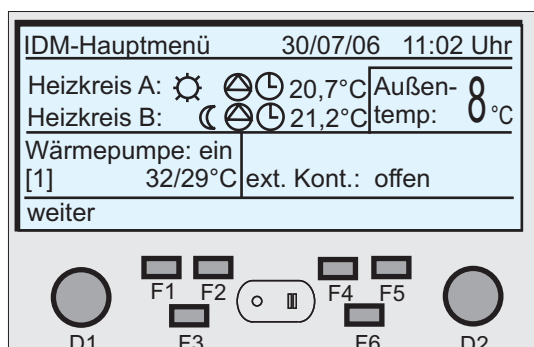 IDM-Hauptmenü 30/07/06 11:02 Uhr
Heizkreis A: 20,7°C
Heizkreis B: 21,2°C
Außen-temp: 8 °C
Wärmepumpe: ein
[1] 32/29°C
ext. Kont.: offen
weiter
F1 F2 F4 F5
D1 F3 F6 D2